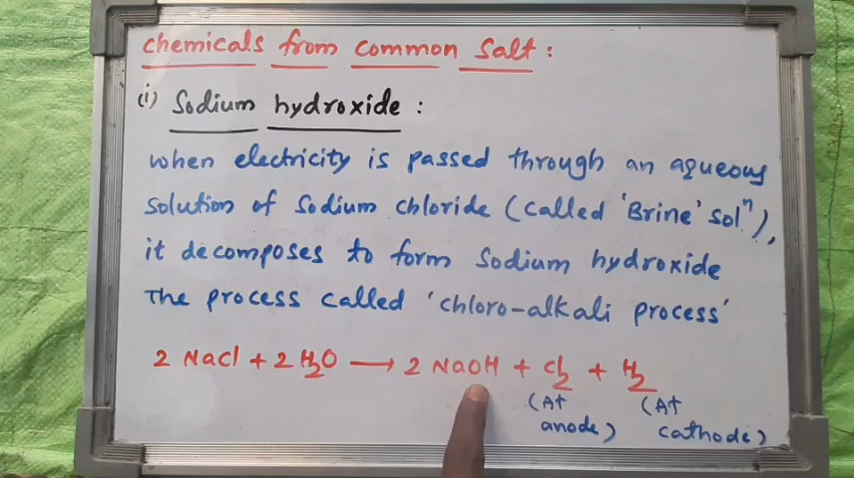 Chemicals from common Salt :
(i) Sodium hydroxide :
When electricity is passed through an aqueous
solution of Sodium chloride (called 'Brine' solⁿ),
it decomposes to form Sodium hydroxide
The process called 'chloro-alkali process'
2 NaCl + 2 H₂O ⟶ 2 NaOH + Cl₂ + H₂
(At anode) (At cathode)